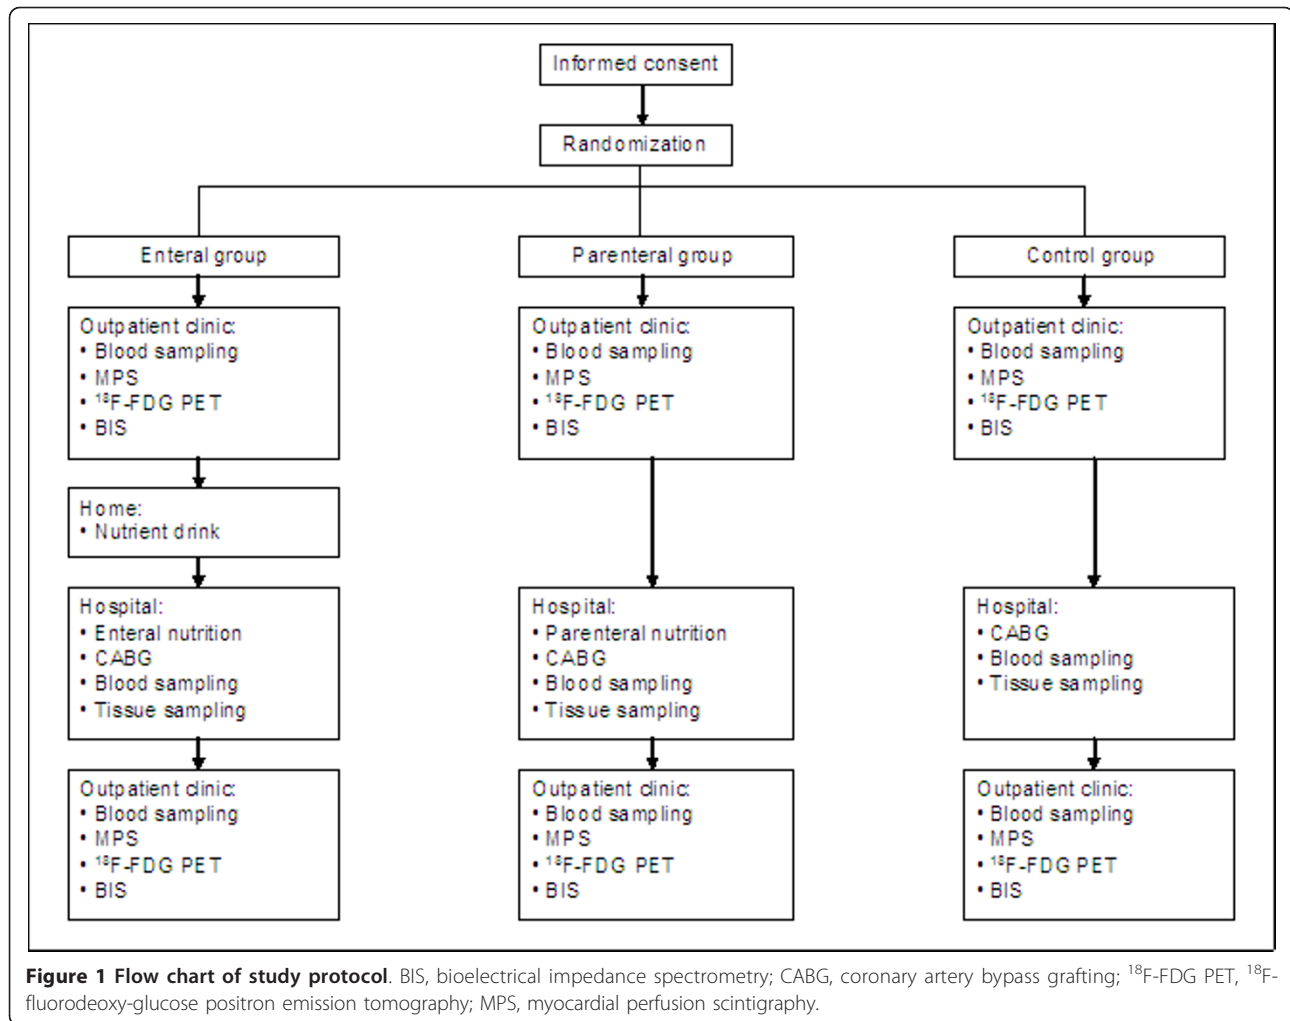 Informed consent
Randomization
Enteral group
Parenteral group
Control group
Outpatient clinic:
• Blood sampling
• MPS
• ¹⁸F-FDG PET
• BIS
Outpatient clinic:
• Blood sampling
• MPS
• ¹⁸F-FDG PET
• BIS
Outpatient clinic:
• Blood sampling
• MPS
• ¹⁸F-FDG PET
• BIS
Home:
• Nutrient drink
Hospital:
• Enteral nutrition
• CABG
• Blood sampling
• Tissue sampling
Hospital:
• Parenteral nutrition
• CABG
• Blood sampling
• Tissue sampling
Hospital:
• CABG
• Blood sampling
• Tissue sampling
Outpatient clinic:
• Blood sampling
• MPS
• ¹⁸F-FDG PET
• BIS
Outpatient clinic:
• Blood sampling
• MPS
• ¹⁸F-FDG PET
• BIS
Outpatient clinic:
• Blood sampling
• MPS
• ¹⁸F-FDG PET
• BIS
Figure 1 Flow chart of study protocol. BIS, bioelectrical impedance spectrometry; CABG, coronary artery bypass grafting; ¹⁸F-FDG PET, ¹⁸F-
fluorodeoxy-glucose positron emission tomography; MPS, myocardial perfusion scintigraphy.